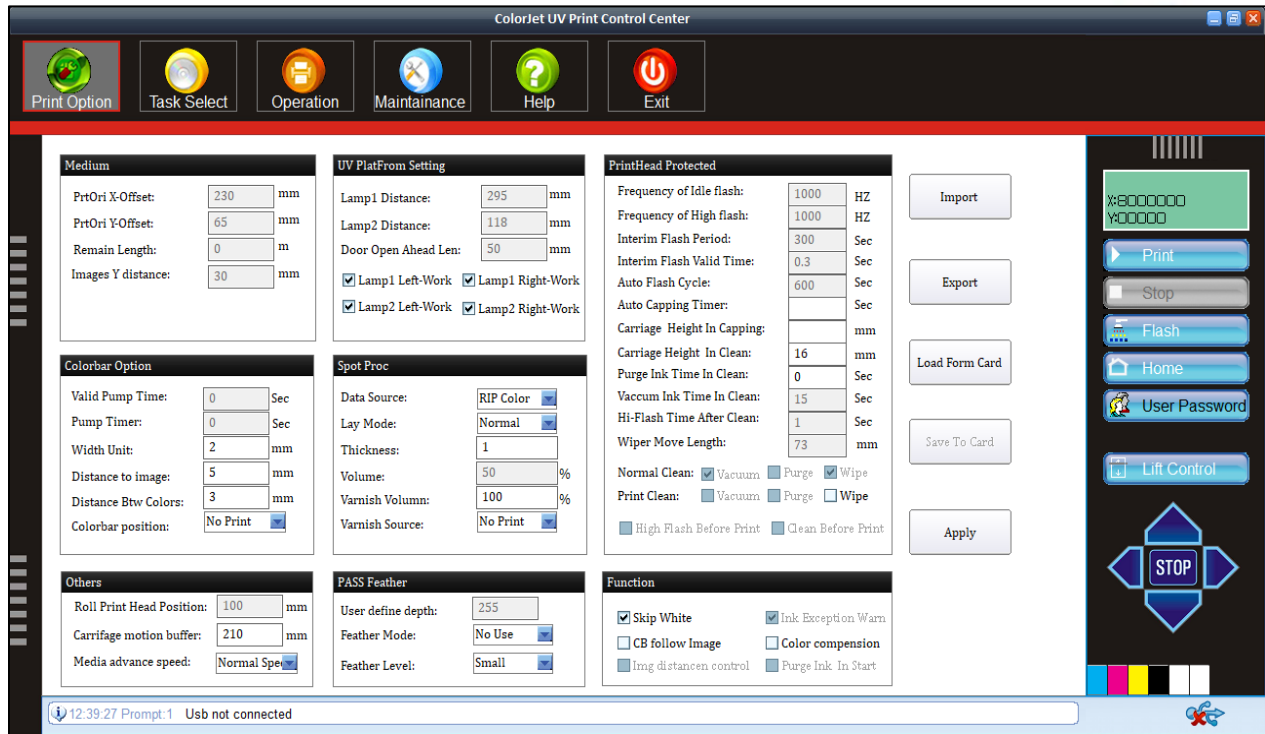 ColorJet UV Print Control Center
Print Option Task Select Operation Maintainance Help Exit
Medium
PrtOri X-Offset: 230 mm
PrtOri Y-Offset: 65 mm
Remain Length: 0 m
Images Y distance: 30 mm
UV PlatFrom Setting
Lamp1 Distance: 295 mm
Lamp2 Distance: 118 mm
Door Open Ahead Len: 50 mm
Lamp1 Left-Work Lamp1 Right-Work
Lamp2 Left-Work Lamp2 Right-Work
PrintHead Protected
Frequency of Idle flash: 1000 HZ
Frequency of High flash: 1000 HZ
Interim Flash Period: 300 Sec
Interim Flash Valid Time: 0.3 Sec
Auto Flash Cycle: 600 Sec
Auto Capping Timer: Sec
Carriage Height In Capping: mm
Carriage Height In Clean: 16 mm
Purge Ink Time In Clean: 0 Sec
Vaccum Ink Time In Clean: 15 Sec
Hi-Flash Time After Clean: 1 Sec
Wiper Move Length: 73 mm
Normal Clean: Vacuum Purge Wipe
Print Clean: Vacuum Purge Wipe
High Flash Before Print Clean Before Print
Colorbar Option
Valid Pump Time: 0 Sec
Pump Timer: 0 Sec
Width Unit: 2 mm
Distance to image: 5 mm
Distance Btw Colors: 3 mm
Colorbar position: No Print
Spot Proc
Data Source: RIP Color
Lay Mode: Normal
Thickness: 1
Volume: 50 %
Varnish Volumn: 100 %
Varnish Source: No Print
Others
Roll Print Head Position: 100 mm
Carrifage motion buffer: 210 mm
Media advance speed: Normal Spe
PASS Feather
User define depth: 255
Feather Mode: No Use
Feather Level: Small
Function
Skip White Ink Exception Warn
CB follow Image Color compension
Img distancen control Purge Ink In Start
Import
Export
Load Form Card
Save To Card
Apply
X:8000000
Y:00000
Print
Stop
Flash
Home
User Password
Lift Control
STOP
12:39:27 Prompt:1 Usb not connected